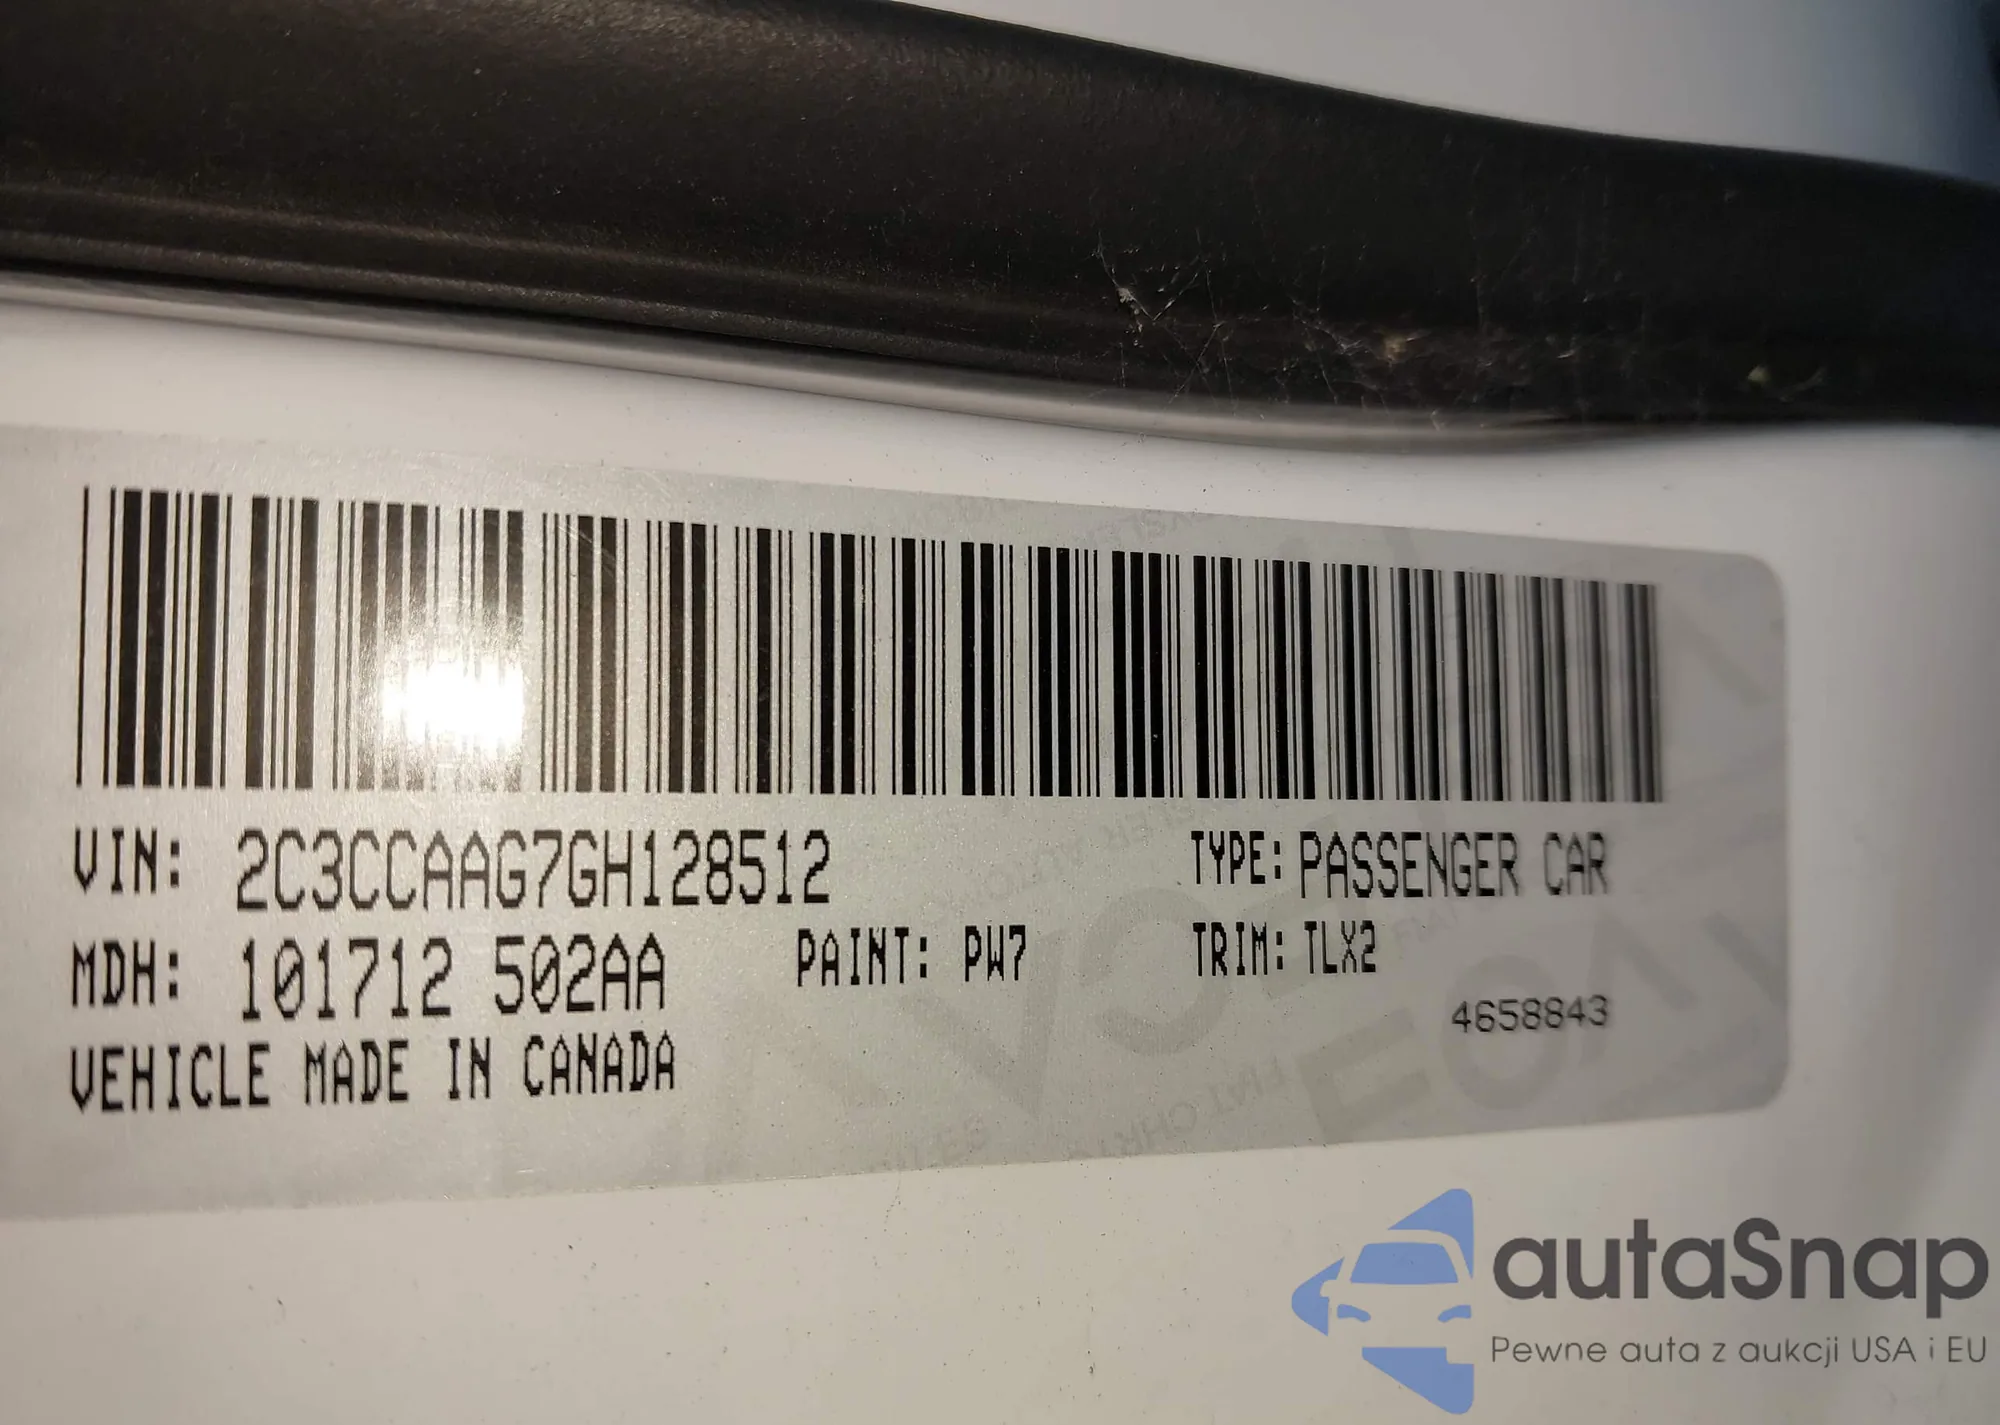 VIN: 2C3CCAAG7GH128512 TYPE: PASSENGER CAR
MDH: 101712 502AA PAINT: PW7 TRIM: TLX2
4658843
VEHICLE MADE IN CANADA
autaSnap
Pewne auta z aukcji USA i EU